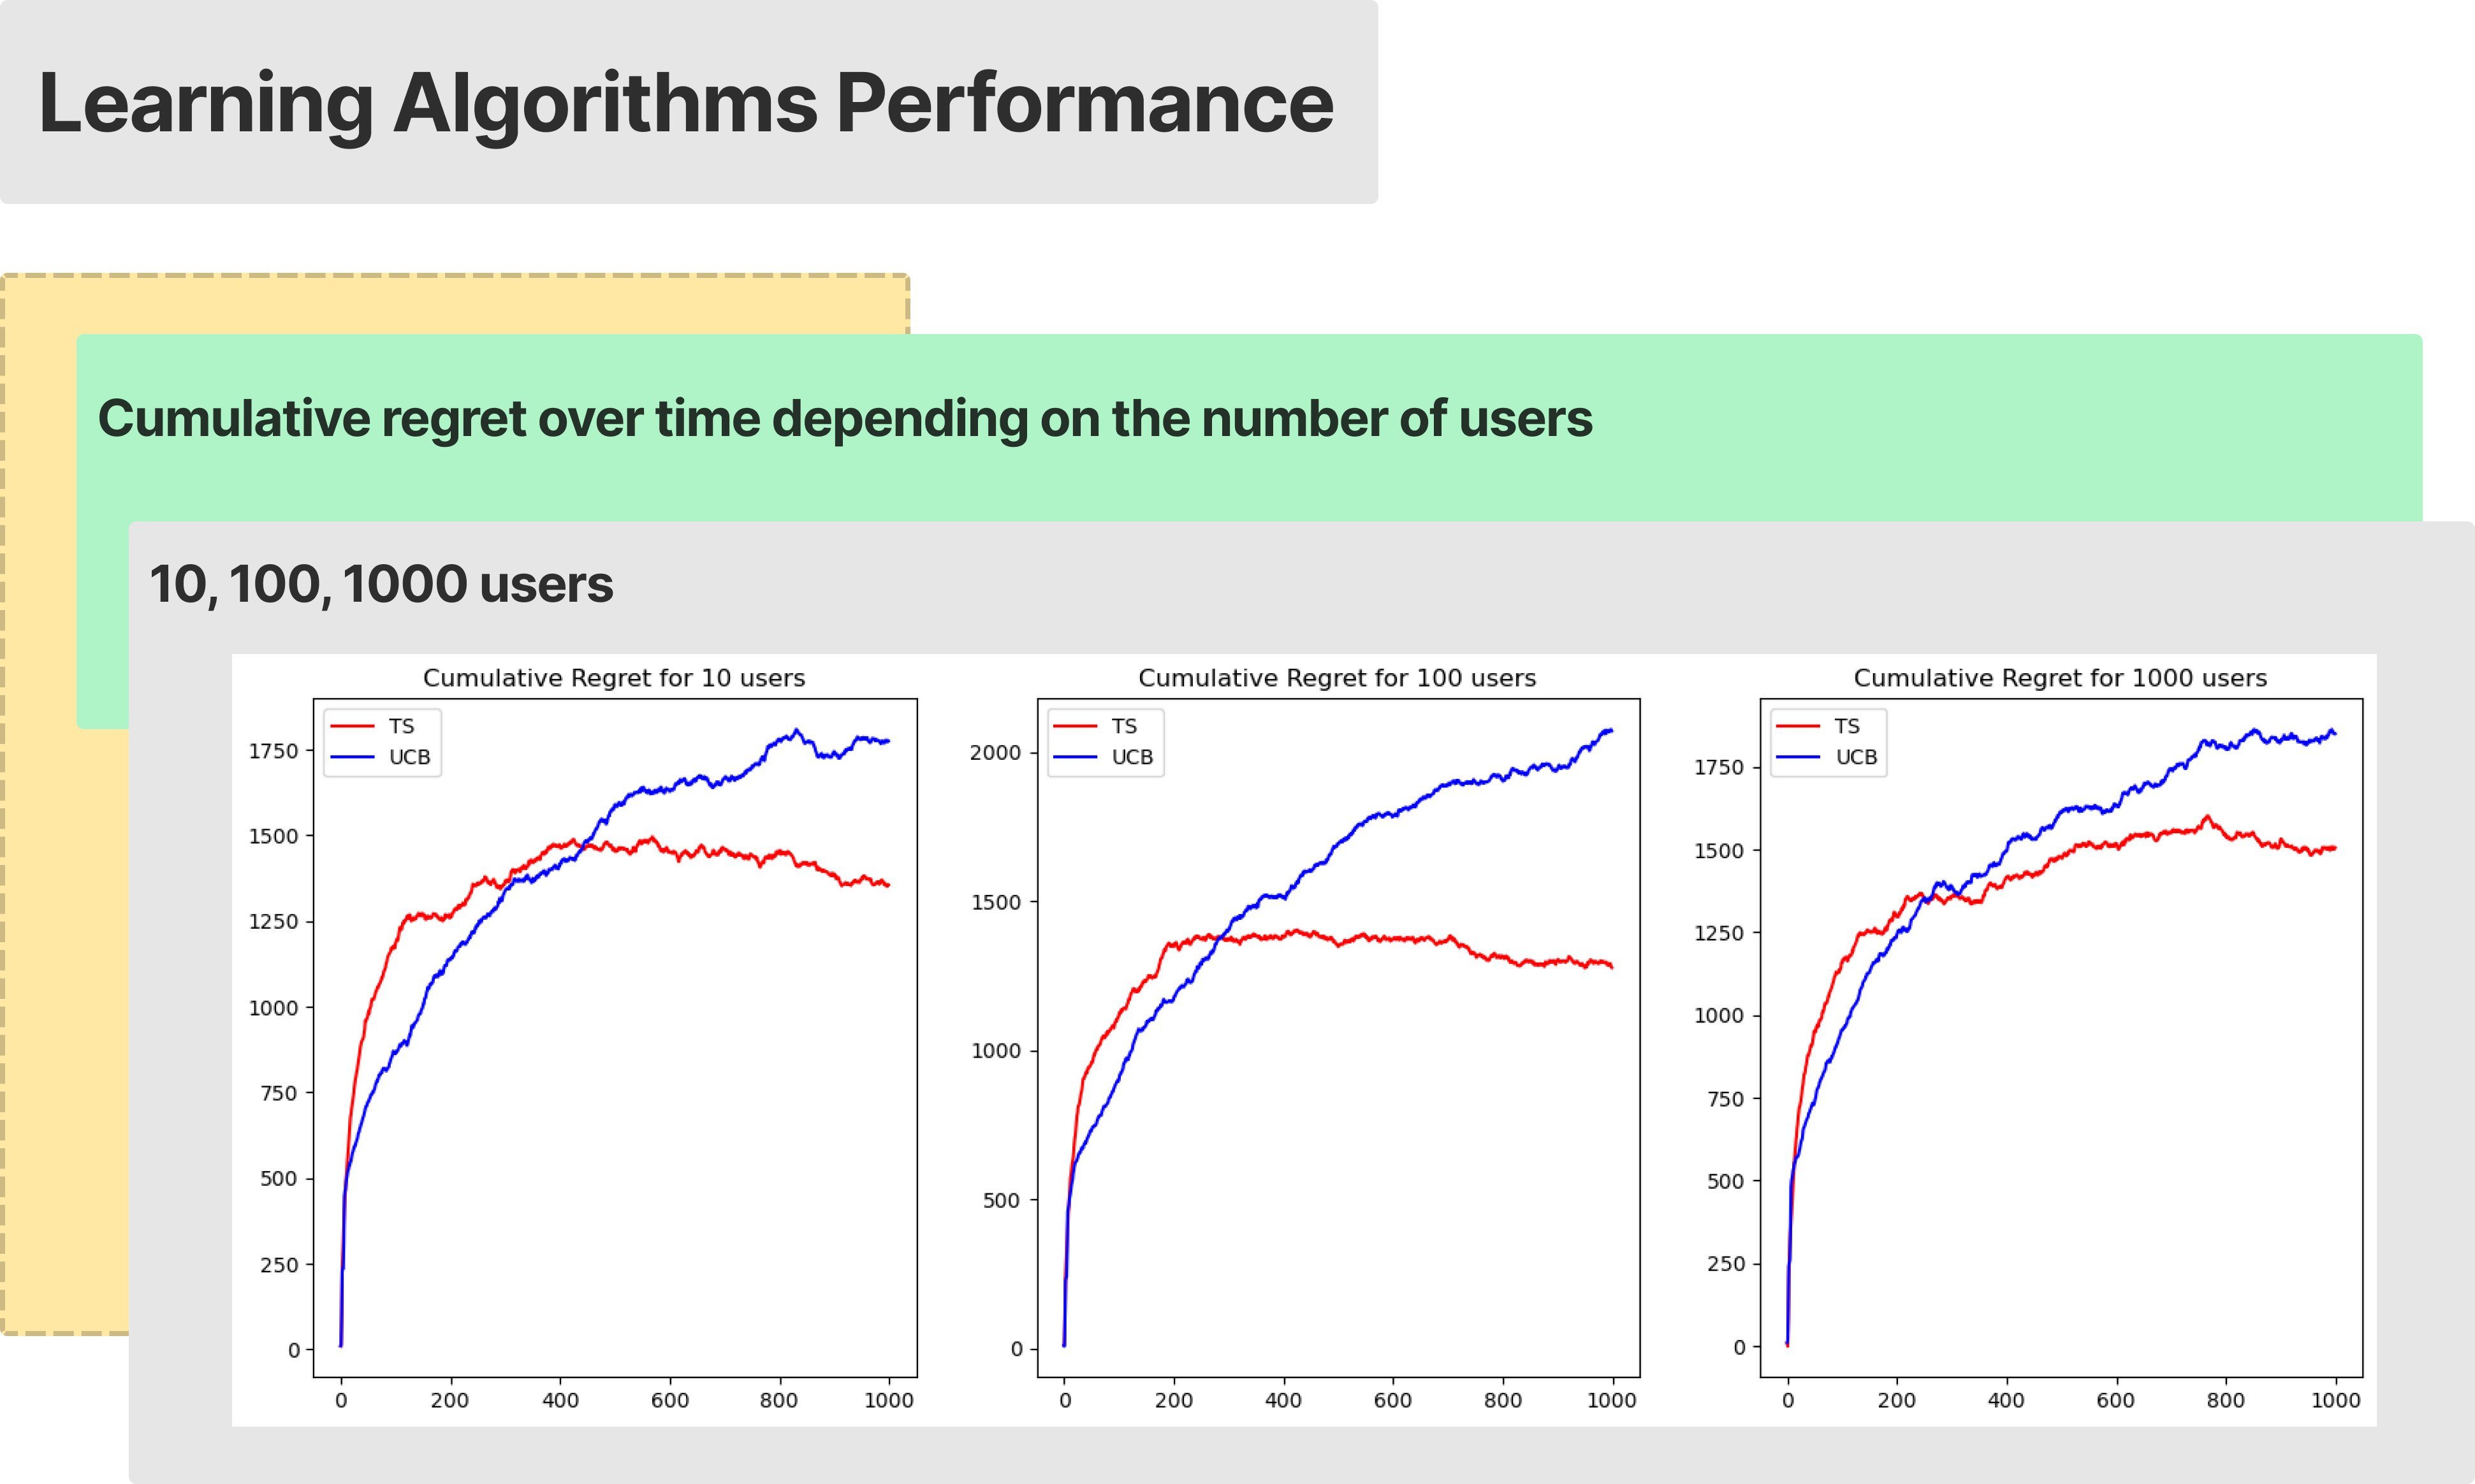 Learning Algorithms Performance
Cumulative regret over time depending on the number of users
10, 100, 1000 users
Cumulative Regret for 10 users
TS
UCB
1750
1500
1250
1000
750
500
250
0
0 200 400 600 800 1000
Cumulative Regret for 100 users
TS
UCB
2000
1500
1000
500
0
0 200 400 600 800 1000
Cumulative Regret for 1000 users
TS
UCB
1750
1500
1250
1000
750
500
250
0
0 200 400 600 800 1000